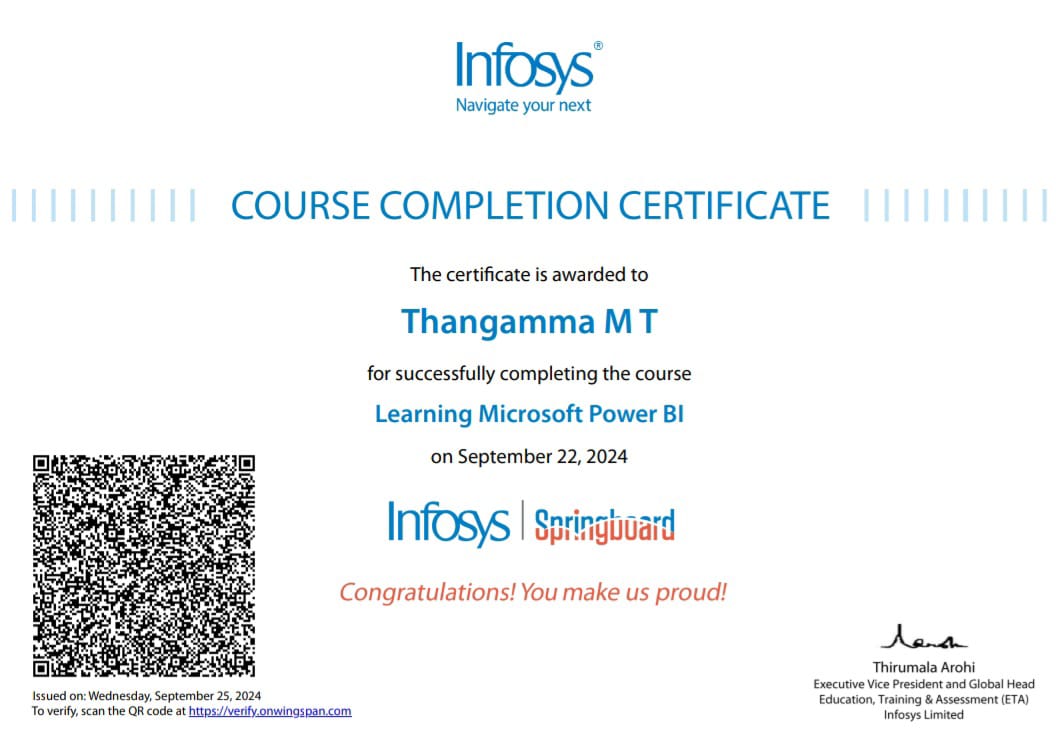 Infosys®
Navigate your next
COURSE COMPLETION CERTIFICATE
The certificate is awarded to
Thangamma M T
for successfully completing the course
Learning Microsoft Power BI
on September 22, 2024
Infosys | Springboard
Congratulations! You make us proud!
Issued on: Wednesday, September 25, 2024
To verify, scan the QR code at https://verify.onwingspan.com
Thirumala Arohi
Executive Vice President and Global Head
Education, Training & Assessment (ETA)
Infosys Limited